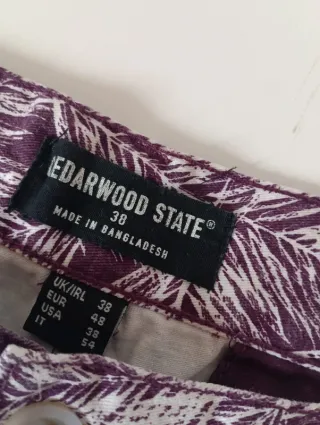 EDARWOOD STATE®
38
MADE IN BANGLADESH
UK/IRL 38
EUR 48
USA 38
IT 54